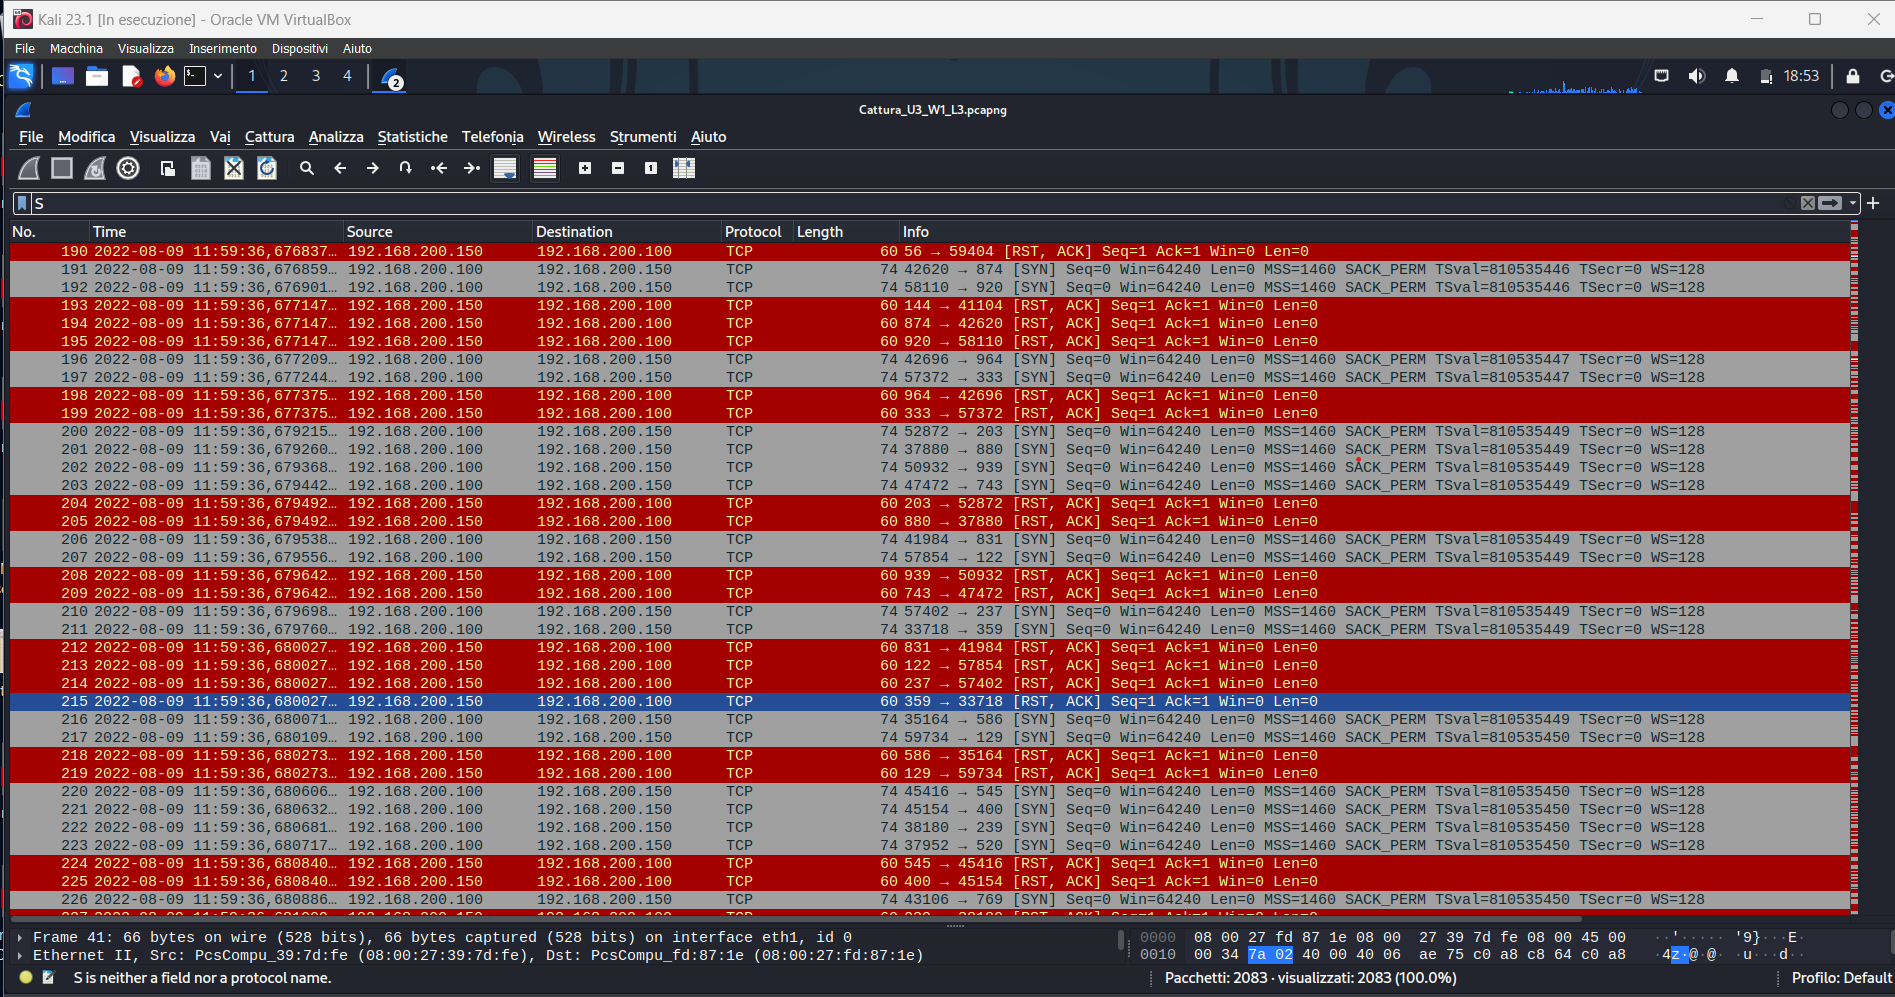 Kali 23.1 [In esecuzione] - Oracle VM VirtualBox
File Macchina Visualizza Inserimento Dispositivi Aiuto
1 2 3 4 2 18:53
Cattura_U3_W1_L3.pcapng
File Modifica Visualizza Vai Cattura Analizza Statistiche Telefonia Wireless Strumenti Aiuto
S
No. Time Source Destination Protocol Length Info
190 2022-08-09 11:59:36,676837… 192.168.200.150 192.168.200.100 TCP 60 56 → 59404 [RST, ACK] Seq=1 Ack=1 Win=0 Len=0
191 2022-08-09 11:59:36,676859… 192.168.200.100 192.168.200.150 TCP 74 42620 → 874 [SYN] Seq=0 Win=64240 Len=0 MSS=1460 SACK_PERM TSval=810535446 TSecr=0 WS=128
192 2022-08-09 11:59:36,676901… 192.168.200.100 192.168.200.150 TCP 74 58110 → 920 [SYN] Seq=0 Win=64240 Len=0 MSS=1460 SACK_PERM TSval=810535446 TSecr=0 WS=128
193 2022-08-09 11:59:36,677147… 192.168.200.150 192.168.200.100 TCP 60 144 → 41104 [RST, ACK] Seq=1 Ack=1 Win=0 Len=0
194 2022-08-09 11:59:36,677147… 192.168.200.150 192.168.200.100 TCP 60 874 → 42620 [RST, ACK] Seq=1 Ack=1 Win=0 Len=0
195 2022-08-09 11:59:36,677147… 192.168.200.150 192.168.200.100 TCP 60 920 → 58110 [RST, ACK] Seq=1 Ack=1 Win=0 Len=0
196 2022-08-09 11:59:36,677209… 192.168.200.100 192.168.200.150 TCP 74 42696 → 964 [SYN] Seq=0 Win=64240 Len=0 MSS=1460 SACK_PERM TSval=810535447 TSecr=0 WS=128
197 2022-08-09 11:59:36,677244… 192.168.200.100 192.168.200.150 TCP 74 57372 → 333 [SYN] Seq=0 Win=64240 Len=0 MSS=1460 SACK_PERM TSval=810535447 TSecr=0 WS=128
198 2022-08-09 11:59:36,677375… 192.168.200.150 192.168.200.100 TCP 60 964 → 42696 [RST, ACK] Seq=1 Ack=1 Win=0 Len=0
199 2022-08-09 11:59:36,677375… 192.168.200.150 192.168.200.100 TCP 60 333 → 57372 [RST, ACK] Seq=1 Ack=1 Win=0 Len=0
200 2022-08-09 11:59:36,679215… 192.168.200.100 192.168.200.150 TCP 74 52872 → 203 [SYN] Seq=0 Win=64240 Len=0 MSS=1460 SACK_PERM TSval=810535449 TSecr=0 WS=128
201 2022-08-09 11:59:36,679260… 192.168.200.100 192.168.200.150 TCP 74 37880 → 880 [SYN] Seq=0 Win=64240 Len=0 MSS=1460 SACK_PERM TSval=810535449 TSecr=0 WS=128
202 2022-08-09 11:59:36,679368… 192.168.200.100 192.168.200.150 TCP 74 50932 → 939 [SYN] Seq=0 Win=64240 Len=0 MSS=1460 SACK_PERM TSval=810535449 TSecr=0 WS=128
203 2022-08-09 11:59:36,679442… 192.168.200.100 192.168.200.150 TCP 74 47472 → 743 [SYN] Seq=0 Win=64240 Len=0 MSS=1460 SACK_PERM TSval=810535449 TSecr=0 WS=128
204 2022-08-09 11:59:36,679492… 192.168.200.150 192.168.200.100 TCP 60 203 → 52872 [RST, ACK] Seq=1 Ack=1 Win=0 Len=0
205 2022-08-09 11:59:36,679492… 192.168.200.150 192.168.200.100 TCP 60 880 → 37880 [RST, ACK] Seq=1 Ack=1 Win=0 Len=0
206 2022-08-09 11:59:36,679538… 192.168.200.100 192.168.200.150 TCP 74 41984 → 831 [SYN] Seq=0 Win=64240 Len=0 MSS=1460 SACK_PERM TSval=810535449 TSecr=0 WS=128
207 2022-08-09 11:59:36,679556… 192.168.200.100 192.168.200.150 TCP 74 57854 → 122 [SYN] Seq=0 Win=64240 Len=0 MSS=1460 SACK_PERM TSval=810535449 TSecr=0 WS=128
208 2022-08-09 11:59:36,679642… 192.168.200.150 192.168.200.100 TCP 60 939 → 50932 [RST, ACK] Seq=1 Ack=1 Win=0 Len=0
209 2022-08-09 11:59:36,679642… 192.168.200.150 192.168.200.100 TCP 60 743 → 47472 [RST, ACK] Seq=1 Ack=1 Win=0 Len=0
210 2022-08-09 11:59:36,679698… 192.168.200.100 192.168.200.150 TCP 74 57402 → 237 [SYN] Seq=0 Win=64240 Len=0 MSS=1460 SACK_PERM TSval=810535449 TSecr=0 WS=128
211 2022-08-09 11:59:36,679760… 192.168.200.100 192.168.200.150 TCP 74 33718 → 359 [SYN] Seq=0 Win=64240 Len=0 MSS=1460 SACK_PERM TSval=810535449 TSecr=0 WS=128
212 2022-08-09 11:59:36,680027… 192.168.200.150 192.168.200.100 TCP 60 831 → 41984 [RST, ACK] Seq=1 Ack=1 Win=0 Len=0
213 2022-08-09 11:59:36,680027… 192.168.200.150 192.168.200.100 TCP 60 122 → 57854 [RST, ACK] Seq=1 Ack=1 Win=0 Len=0
214 2022-08-09 11:59:36,680027… 192.168.200.150 192.168.200.100 TCP 60 237 → 57402 [RST, ACK] Seq=1 Ack=1 Win=0 Len=0
215 2022-08-09 11:59:36,680027… 192.168.200.150 192.168.200.100 TCP 60 359 → 33718 [RST, ACK] Seq=1 Ack=1 Win=0 Len=0
216 2022-08-09 11:59:36,680071… 192.168.200.100 192.168.200.150 TCP 74 35164 → 586 [SYN] Seq=0 Win=64240 Len=0 MSS=1460 SACK_PERM TSval=810535449 TSecr=0 WS=128
217 2022-08-09 11:59:36,680109… 192.168.200.100 192.168.200.150 TCP 74 59734 → 129 [SYN] Seq=0 Win=64240 Len=0 MSS=1460 SACK_PERM TSval=810535450 TSecr=0 WS=128
218 2022-08-09 11:59:36,680273… 192.168.200.150 192.168.200.100 TCP 60 586 → 35164 [RST, ACK] Seq=1 Ack=1 Win=0 Len=0
219 2022-08-09 11:59:36,680273… 192.168.200.150 192.168.200.100 TCP 60 129 → 59734 [RST, ACK] Seq=1 Ack=1 Win=0 Len=0
220 2022-08-09 11:59:36,680606… 192.168.200.100 192.168.200.150 TCP 74 45416 → 545 [SYN] Seq=0 Win=64240 Len=0 MSS=1460 SACK_PERM TSval=810535450 TSecr=0 WS=128
221 2022-08-09 11:59:36,680632… 192.168.200.100 192.168.200.150 TCP 74 45154 → 400 [SYN] Seq=0 Win=64240 Len=0 MSS=1460 SACK_PERM TSval=810535450 TSecr=0 WS=128
222 2022-08-09 11:59:36,680681… 192.168.200.100 192.168.200.150 TCP 74 38180 → 239 [SYN] Seq=0 Win=64240 Len=0 MSS=1460 SACK_PERM TSval=810535450 TSecr=0 WS=128
223 2022-08-09 11:59:36,680717… 192.168.200.100 192.168.200.150 TCP 74 37952 → 520 [SYN] Seq=0 Win=64240 Len=0 MSS=1460 SACK_PERM TSval=810535450 TSecr=0 WS=128
224 2022-08-09 11:59:36,680840… 192.168.200.150 192.168.200.100 TCP 60 545 → 45416 [RST, ACK] Seq=1 Ack=1 Win=0 Len=0
225 2022-08-09 11:59:36,680840… 192.168.200.150 192.168.200.100 TCP 60 400 → 45154 [RST, ACK] Seq=1 Ack=1 Win=0 Len=0
226 2022-08-09 11:59:36,680886… 192.168.200.100 192.168.200.150 TCP 74 43106 → 769 [SYN] Seq=0 Win=64240 Len=0 MSS=1460 SACK_PERM TSval=810535450 TSecr=0 WS=128
Frame 41: 66 bytes on wire (528 bits), 66 bytes captured (528 bits) on interface eth1, id 0
Ethernet II, Src: PcsCompu_39:7d:fe (08:00:27:39:7d:fe), Dst: PcsCompu_fd:87:1e (08:00:27:fd:87:1e)
0000 08 00 27 fd 87 1e 08 00 27 39 7d fe 08 00 45 00 ··'····· '9}···E·
0010 00 34 7a 02 40 00 40 06 ae 75 c0 a8 c8 64 c0 a8 ·4z·@·@· ·u···d··
S is neither a field nor a protocol name.
Pacchetti: 2083 · visualizzati: 2083 (100.0%)
Profilo: Default